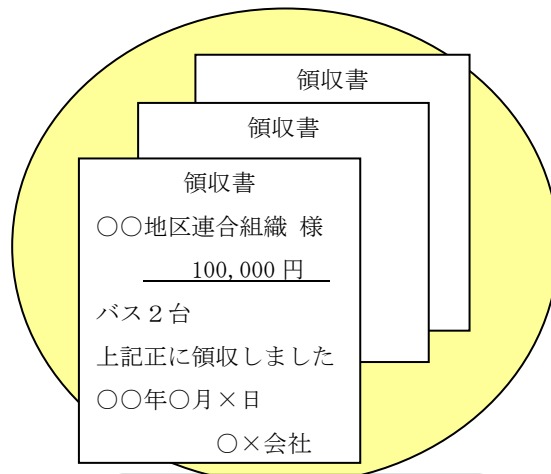 領収書
領収書
領収書
○○地区連合組織 様
100,000 円
バス２台
上記正に領収しました
○○年○月×日
○×会社